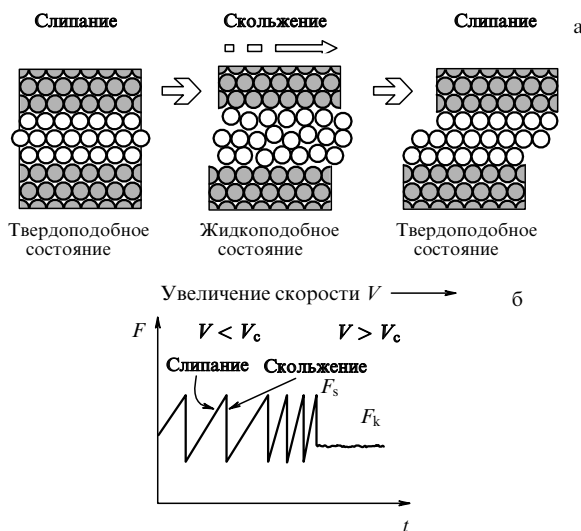 Слипание
Скольжение
Слипание
а
Твердоподобное
состояние
Жидкоподобное
состояние
Твердоподобное
состояние
Увеличение скорости V
б
F
V < Vc
V > Vc
Слипание
Скольжение
Fs
Fk
t